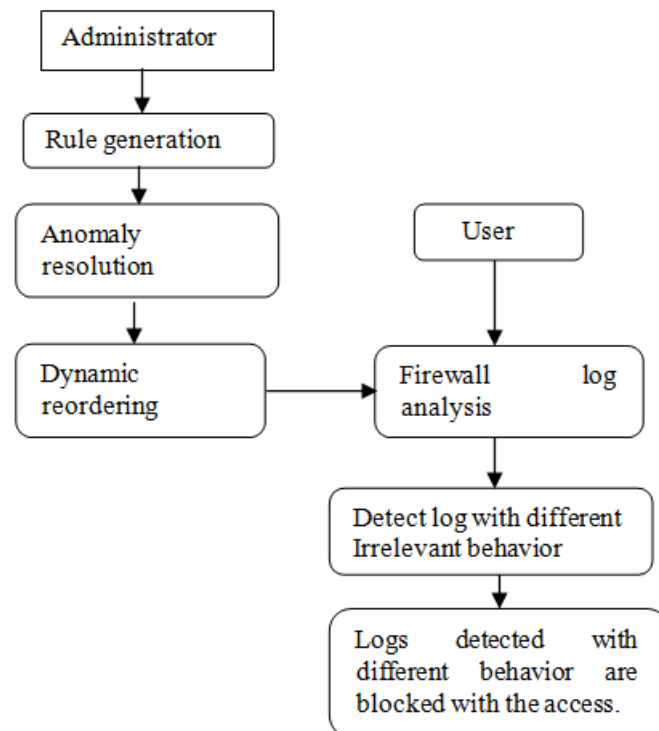 Administrator
Rule generation
Anomaly
resolution
User
Dynamic
reordering
Firewall log
analysis
Detect log with different
Irrelevant behavior
Logs detected with
different behavior are
blocked with the access.